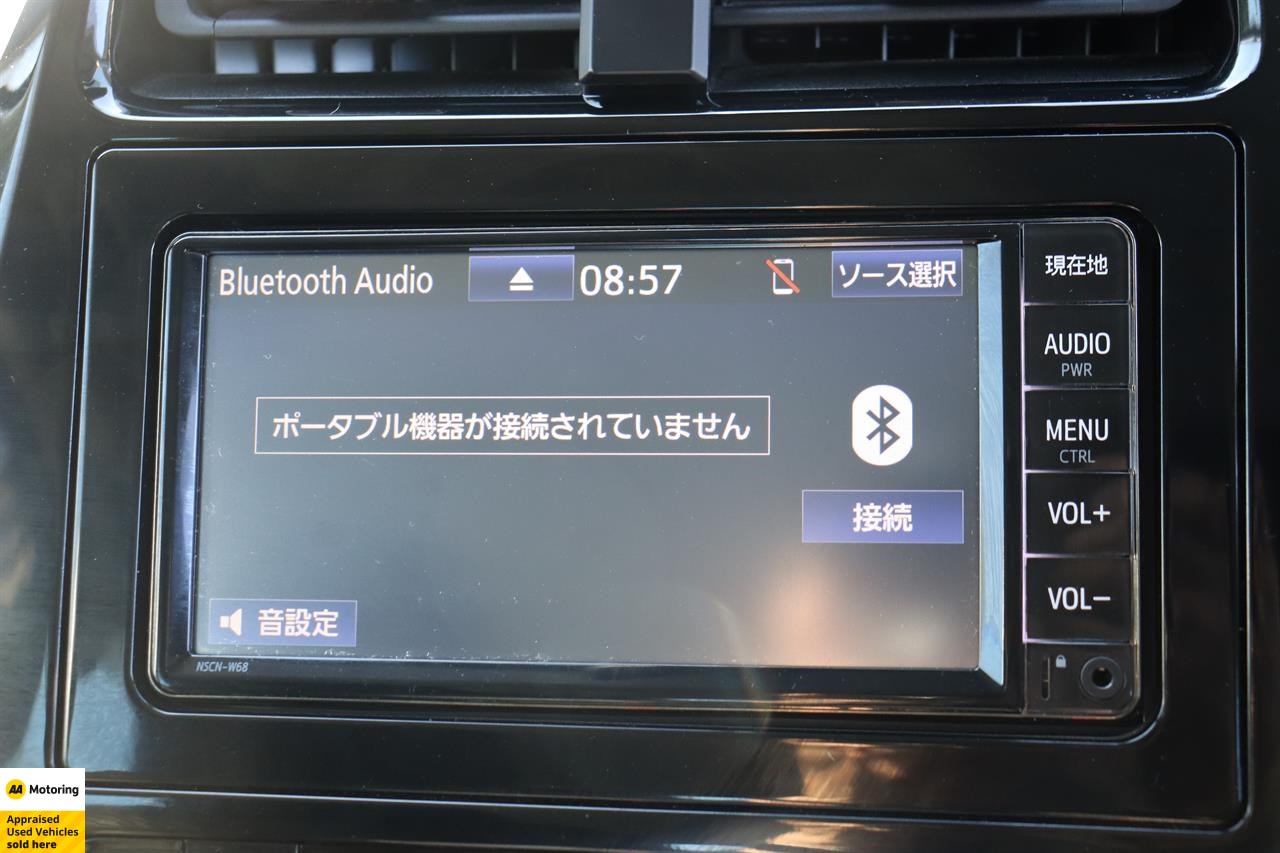 Bluetooth Audio
08:57
ソース選択
現在地
AUDIO
PWR
ポータブル機器が接続されていません
MENU
CTRL
接続
VOL+
VOL−
音設定
NSCN-W68
AA Motoring
Appraised
Used Vehicles
sold here